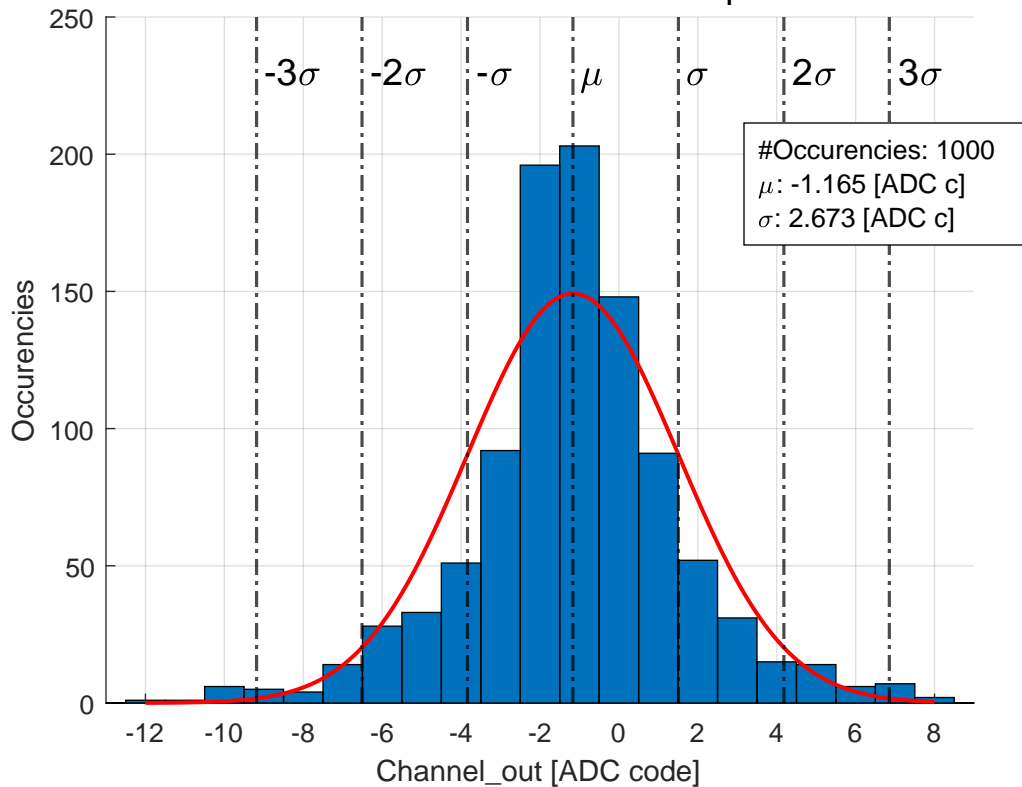 250
200
150
100
50
0
-3σ
-2σ
-σ
μ
σ
2σ
3σ
#Occurencies: 1000
μ: -1.165 [ADC c]
σ: 2.673 [ADC c]
Occurencies
-12
-10
-8
-6
-4
-2
0
2
4
6
8
Channel_out [ADC code]